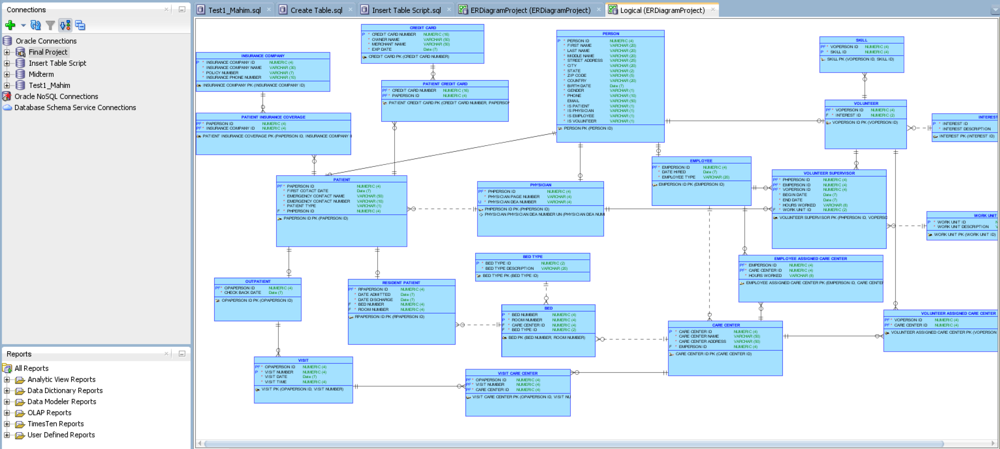 Connections
Oracle Connections
Final Project
Insert Table Script
Midterm
Test1_Mahim
Oracle NoSQL Connections
Database Schema Service Connections
Reports
All Reports
Analytic View Reports
Data Dictionary Reports
Data Modeler Reports
OLAP Reports
TimesTen Reports
User Defined Reports
Test1_Mahim.sql
Create Table.sql
Insert Table Script.sql
ERDiagramProject (ERDiagramProject)
Logical (ERDiagramProject)
CREDIT CARD
P * CREDIT CARD NUMBER NUMERIC (16)
* OWNER NAME VARCHAR (50)
* MERCHANT NAME VARCHAR (50)
* EXP DATE Date (7)
CREDIT CARD PK (CREDIT CARD NUMBER)
INSURANCE COMPANY
P * INSURANCE COMPANY ID NUMERIC (4)
* INSURANCE COMPANY NAME VARCHAR (30)
* POLICY NUMBER VARCHAR (7)
* INSURANCE PHONE NUMBER VARCHAR (10)
INSURANCE COMPANY PK (INSURANCE COMPANY ID)
PATIENT CREDIT CARD
PF * CREDIT CARD NUMBER NUMERIC (16)
PF * PAPERSON ID NUMERIC (4)
PATIENT CREDIT CARD PK (CREDIT CARD NUMBER, PAPERSON
PATIENT INSURANCE COVERAGE
PF * PAPERSON ID NUMERIC (4)
PF * INSURANCE COMPANY ID NUMERIC (4)
PATIENT INSURANCE COVERAGE PK (PAPERSON ID, INSURANCE COMPANY
PERSON
P * PERSON ID NUMERIC (4)
* FIRST NAME VARCHAR (20)
* LAST NAME VARCHAR (20)
* MIDDLE NAME VARCHAR (20)
* STREET ADDRESS VARCHAR (25)
* CITY VARCHAR (20)
* STATE VARCHAR (2)
* ZIP CODE VARCHAR (5)
* COUNTRY VARCHAR (20)
* BIRTH DATE Date (7)
* GENDER VARCHAR (1)
* PHONE VARCHAR (10)
EMAIL VARCHAR (50)
* IS PATIENT VARCHAR (1)
* IS PHYSICIAN VARCHAR (1)
* IS EMPLOYEE VARCHAR (1)
* IS VOLUNTEER VARCHAR (1)
PERSON PK (PERSON ID)
SKILL
PF * VOPERSON ID NUMERIC (4)
P * SKILL ID NUMERIC (4)
SKILL PK (VOPERSON ID, SKILL ID)
VOLUNTEER
PF * VOPERSON ID NUMERIC (4)
F * INTEREST ID NUMERIC (2)
VOPERSON ID PK (VOPERSON ID)
INTEREST
P * INTEREST ID
* INTEREST DESCRIPTION
INTEREST PK (INTEREST ID)
EMPLOYEE
PF * EMPERSON ID NUMERIC (4)
* DATE HIRED Date (7)
* EMPLOYEE TYPE VARCHAR (20)
EMPERSON ID PK (EMPERSON ID)
VOLUNTEER SUPERVISOR
PF * PHPERSON ID NUMERIC (4)
PF * EMPERSON ID NUMERIC (4)
PF * VOPERSON ID NUMERIC (4)
* BEGIN DATE Date (7)
* END DATE Date (7)
* HOURS WORKED VARCHAR (8)
F * WORK UNIT ID NUMERIC (2)
VOLUNTEER SUPERVISOR PK (PHPERSON ID, VOPERSO
PATIENT
PF * PAPERSON ID NUMERIC (4)
* FIRST COTACT DATE Date (7)
* EMERGENCY CONTACT NAME VARCHAR (50)
* EMERGENCY CONTACT NUMBER VARCHAR (10)
* PATIENT TYPE VARCHAR (1)
F * PHPERSON ID NUMERIC (4)
PAPERSON ID PK (PAPERSON ID)
PHYSICIAN
PF * PHPERSON ID NUMERIC (4)
* PHYSICIAN PAGE NUMBER VARCHAR (4)
U * PHYSICIAN DEA NUMBER VARCHAR (4)
PHPERSON ID PK (PHPERSON ID)
PHYSICIAN PHYSICIAN DEA NUMBER UN (PHYSICIAN DEA NUM
WORK UNIT
P * WORK UNIT ID
* WORK UNIT DESCRIPTION
WORK UNIT PK (WORK UNIT ID)
BED TYPE
P * BED TYPE ID NUMERIC (2)
* BED TYPE DESCRIPTION VARCHAR (20)
BED TYPE PK (BED TYPE ID)
EMPLOYEE ASSIGNED CARE CENTER
PF * EMPERSON ID NUMERIC (4)
PF * CARE CENTER ID NUMERIC (4)
* HOURS WORKED VARCHAR (8)
EMPLOYEE ASSIGNED CARE CENTER PK (EMPERSON ID, CARE CENTER
OUTPATIENT
PF * OPAPERSON ID NUMERIC (4)
* CHECK BACK DATE Date (7)
OPAPERSON ID PK (OPAPERSON ID)
RESIDENT PATIENT
PF * RPAPERSON ID NUMERIC (4)
* DATE ADMITTED Date (7)
* DATE DISCHARGE Date (7)
F * BED NUMBER NUMERIC (4)
F * ROOM NUMBER NUMERIC (4)
RPAPERSON ID PK (RPAPERSON ID)
BED
P * BED NUMBER NUMERIC (4)
P * ROOM NUMBER NUMERIC (4)
F * CARE CENTER ID NUMERIC (4)
F * BED TYPE ID NUMERIC (2)
BED PK (BED NUMBER, ROOM NUMBER)
CARE CENTER
P * CARE CENTER ID NUMERIC (4)
* CARE CENTER NAME VARCHAR (50)
* CARE CENTER ADDRESS VARCHAR (50)
F * EMPERSON ID NUMERIC (4)
CARE CENTER ID PK (CARE CENTER ID)
VOLUNTEER ASSIGNED CARE CENTER
PF * VOPERSON ID NUMERIC (4)
PF * CARE CENTER ID NUMERIC (4)
VOLUNTEER ASSIGNED CARE CENTER PK (VOPERSON
VISIT
PF * OPAPERSON ID NUMERIC (4)
P * VISIT NUMBER NUMERIC (4)
* VISIT DATE Date (7)
* VISIT TIME NUMERIC (4)
VISIT PK (OPAPERSON ID, VISIT NUMBER)
VISIT CARE CENTER
PF * OPAPERSON ID NUMERIC (4)
PF * VISIT NUMBER NUMERIC (4)
PF * CARE CENTER ID NUMERIC (4)
VISIT CARE CENTER PK (OPAPERSON ID, VISIT NU